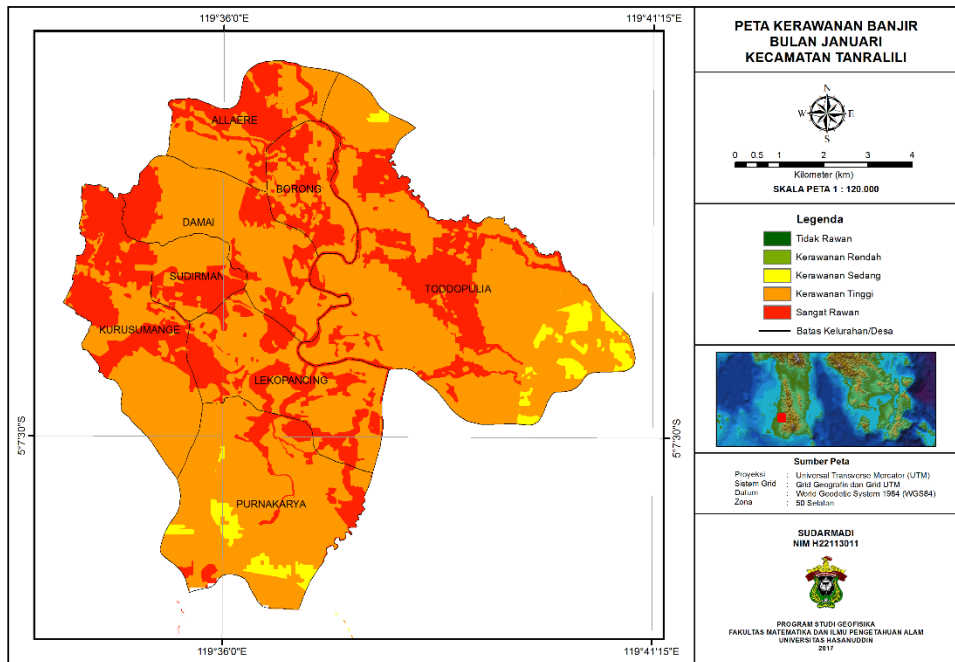 119°36'0"E
119°41'15"E
5°7'30"S
5°7'30"S
119°36'0"E
119°41'15"E
ALLAERE
BORONG
DAMAI
SUDIRMAN
TODDOPULIA
KURUSUMANGE
LEKOPANCING
PURNAKARYA
PETA KERAWANAN BANJIR
BULAN JANUARI
KECAMATAN TANRALILI
N
W E
S
0 0.5 1 2 3 4
Kilometer (km)
SKALA PETA 1 : 120.000
Legenda
Tidak Rawan
Kerawanan Rendah
Kerawanan Sedang
Kerawanan Tinggi
Sangat Rawan
Batas Kelurahan/Desa
Sumber Peta
Proyeksi : Universal Transverse Mercator (UTM)
Sistem Grid : Grid Geografis dan Grid UTM
Datum : World Geodetic System 1984 (WGS84)
Zona : 50 Selatan
SUDARMADI
NIM H22113011
PROGRAM STUDI GEOFISIKA
FAKULTAS MATEMATIKA DAN ILMU PENGETAHUAN ALAM
UNIVERSITAS HASANUDDIN
2017